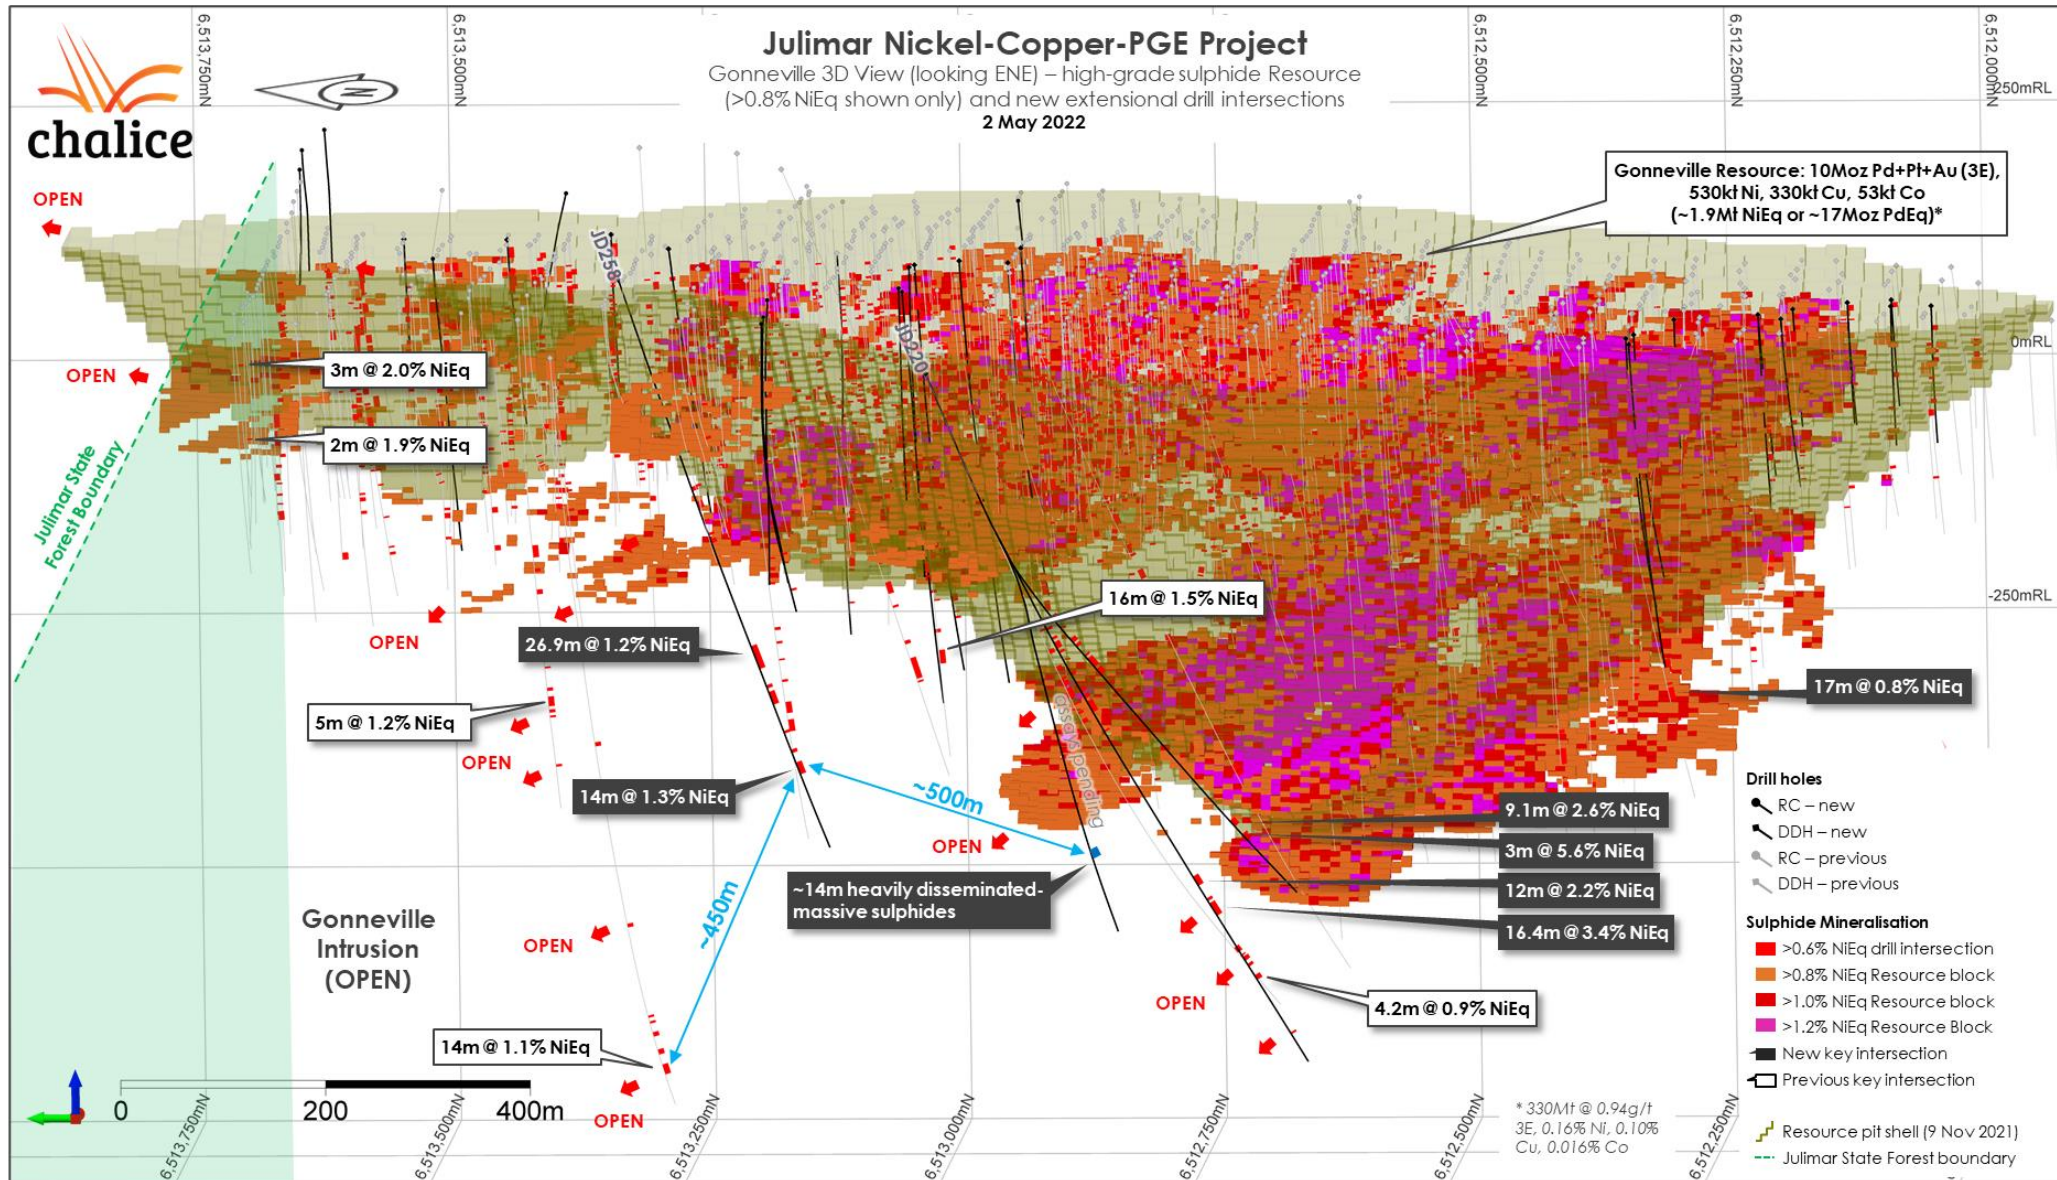 Julimar Nickel-Copper-PGE Project
Gonneville 3D View (looking ENE) – high-grade sulphide Resource
(>0.8% NiEq shown only) and new extensional drill intersections
2 May 2022
chalice
N
6,513,750mN
6,513,500mN
6,512,500mN
6,512,250mN
6,512,000mN
250mRL
0mRL
-250mRL
Gonneville Resource: 10Moz Pd+Pt+Au (3E),
530kt Ni, 330kt Cu, 53kt Co
(~1.9Mt NiEq or ~17Moz PdEq)*
OPEN
OPEN
JD258
JD220
3m @ 2.0% NiEq
2m @ 1.9% NiEq
Julimar State
Forest Boundary
OPEN
16m @ 1.5% NiEq
26.9m @ 1.2% NiEq
17m @ 0.8% NiEq
5m @ 1.2% NiEq
OPEN
14m @ 1.3% NiEq
~500m
assays pending
OPEN
~450m
~14m heavily disseminated-
massive sulphides
9.1m @ 2.6% NiEq
3m @ 5.6% NiEq
12m @ 2.2% NiEq
16.4m @ 3.4% NiEq
Gonneville
Intrusion
(OPEN)
OPEN
OPEN
4.2m @ 0.9% NiEq
14m @ 1.1% NiEq
OPEN
0
200
400m
6,513,750mN
6,513,500mN
6,513,250mN
6,513,000mN
6,512,750mN
6,512,500mN
6,512,250mN
* 330Mt @ 0.94g/t
3E, 0.16% Ni, 0.10%
Cu, 0.016% Co
Drill holes
RC – new
DDH – new
RC – previous
DDH – previous
Sulphide Mineralisation
>0.6% NiEq drill intersection
>0.8% NiEq Resource block
>1.0% NiEq Resource block
>1.2% NiEq Resource Block
New key intersection
Previous key intersection
Resource pit shell (9 Nov 2021)
Julimar State Forest boundary